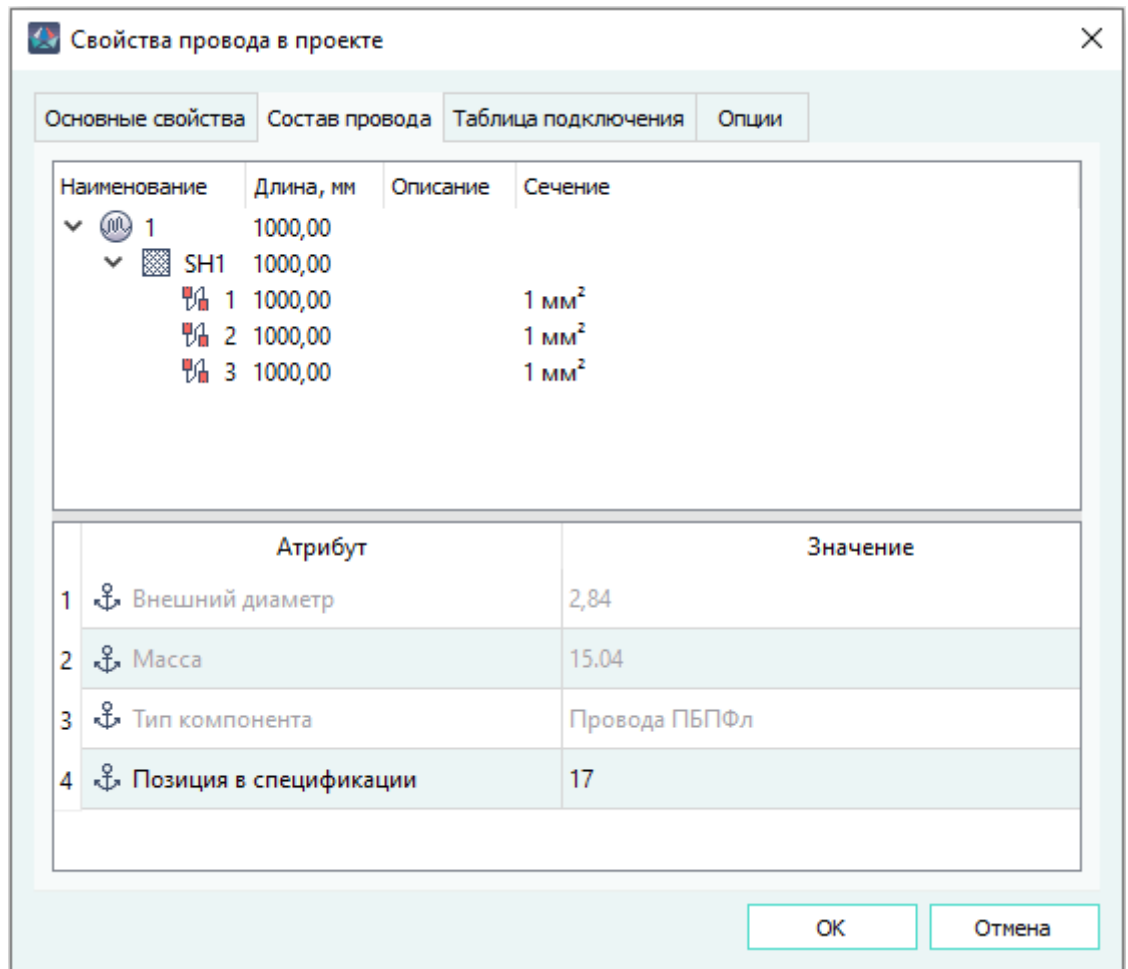 Свойства провода в проекте
Основные свойства Состав провода Таблица подключения Опции
Наименование Длина, мм Описание Сечение
1 1000,00
SH1 1000,00
1 1000,00 1 мм²
2 1000,00 1 мм²
3 1000,00 1 мм²
Атрибут Значение
1 Внешний диаметр 2,84
2 Масса 15.04
3 Тип компонента Провода ПБПФл
4 Позиция в спецификации 17
ОК Отмена